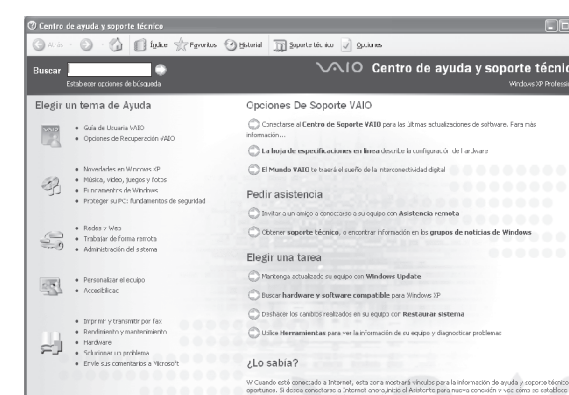 Centro de ayuda y soporte técnico
Atrás
Índice
Favoritos
Historial
Soporte técnico
Opciones
Buscar
Establecer opciones de búsqueda
VAIO Centro de ayuda y soporte técnic
Windows XP Professi
Elegir un tema de Ayuda
Guía de Usuario VAIO
Opciones de Recuperación VAIO
Novedades en Windows XP
Música, vídeo, juegos y fotos
Fundamentos de Windows
Proteger su PC: fundamentos de seguridad
Redes y Web
Trabajar de forma remota
Administración del sistema
Personalizar el equipo
Accesibilidad
Imprimir y transmitir por fax
Rendimiento y mantenimiento
Hardware
Solucionar un problema
Envíe sus comentarios a Microsoft
Opciones De Soporte VAIO
Conectarse al Centro de Soporte VAIO para las últimas actualizaciones de software. Para más
información...
La hoja de especificaciones en línea describe la configuración de hardware
El Mundo VAIO te traerá el sueño de la interconectividad digital
Pedir asistencia
Invitar a un amigo a conectarse a su equipo con Asistencia remota
Obtener soporte técnico, o encontrar información en los grupos de noticias de Windows
Elegir una tarea
Mantenga actualizado su equipo con Windows Update
Buscar hardware y software compatible para Windows XP
Deshacer los cambios realizados en su equipo con Restaurar sistema
Utilice Herramientas para ver la información de su equipo y diagnosticar problemas
¿Lo sabía?
W Cuando esté conectado a Internet, esta zona mostrará vínculos para la información de ayuda y soporte técnico
oportunos. Si desea conectarse a Internet ahora, inicie el Asistente para nueva conexión y vea cómo se establece